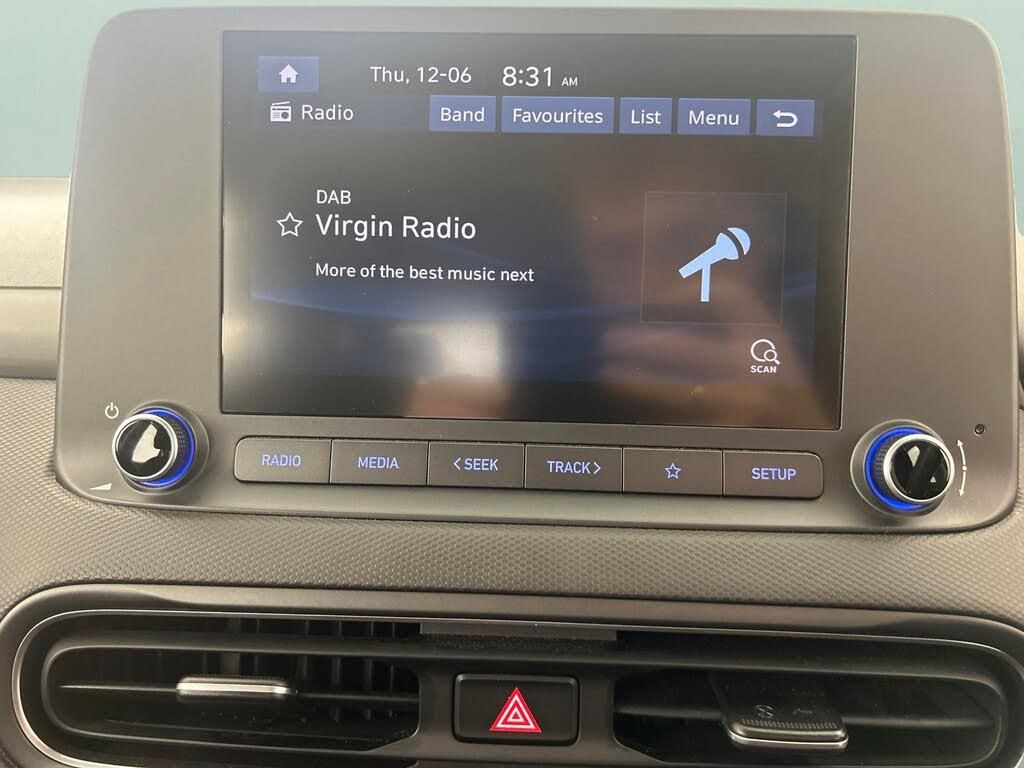 Thu, 12-06 8:31 AM
Radio Band Favourites List Menu
DAB
Virgin Radio
More of the best music next
SCAN
RADIO MEDIA <SEEK TRACK> SETUP